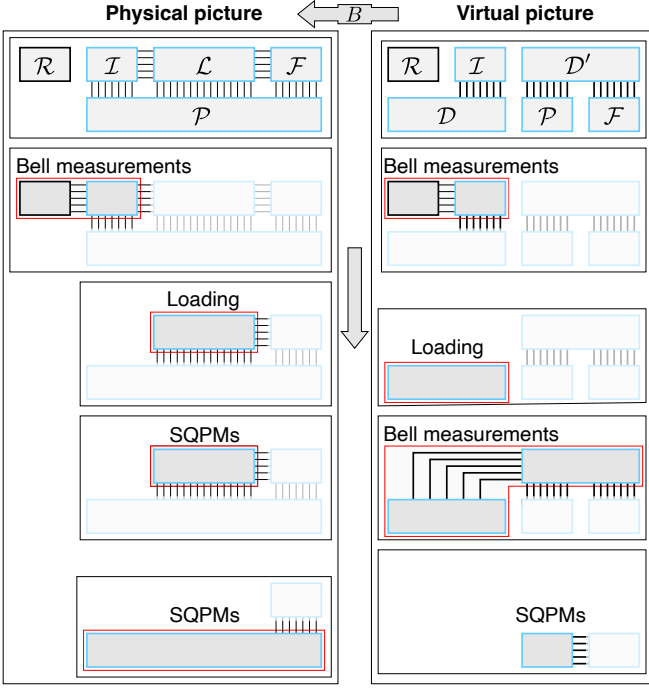 Physical picture
B
Virtual picture
R I L F
P
R I D′
D P F
Bell measurements
Bell measurements
Loading
Loading
SQPMs
Bell measurements
SQPMs
SQPMs